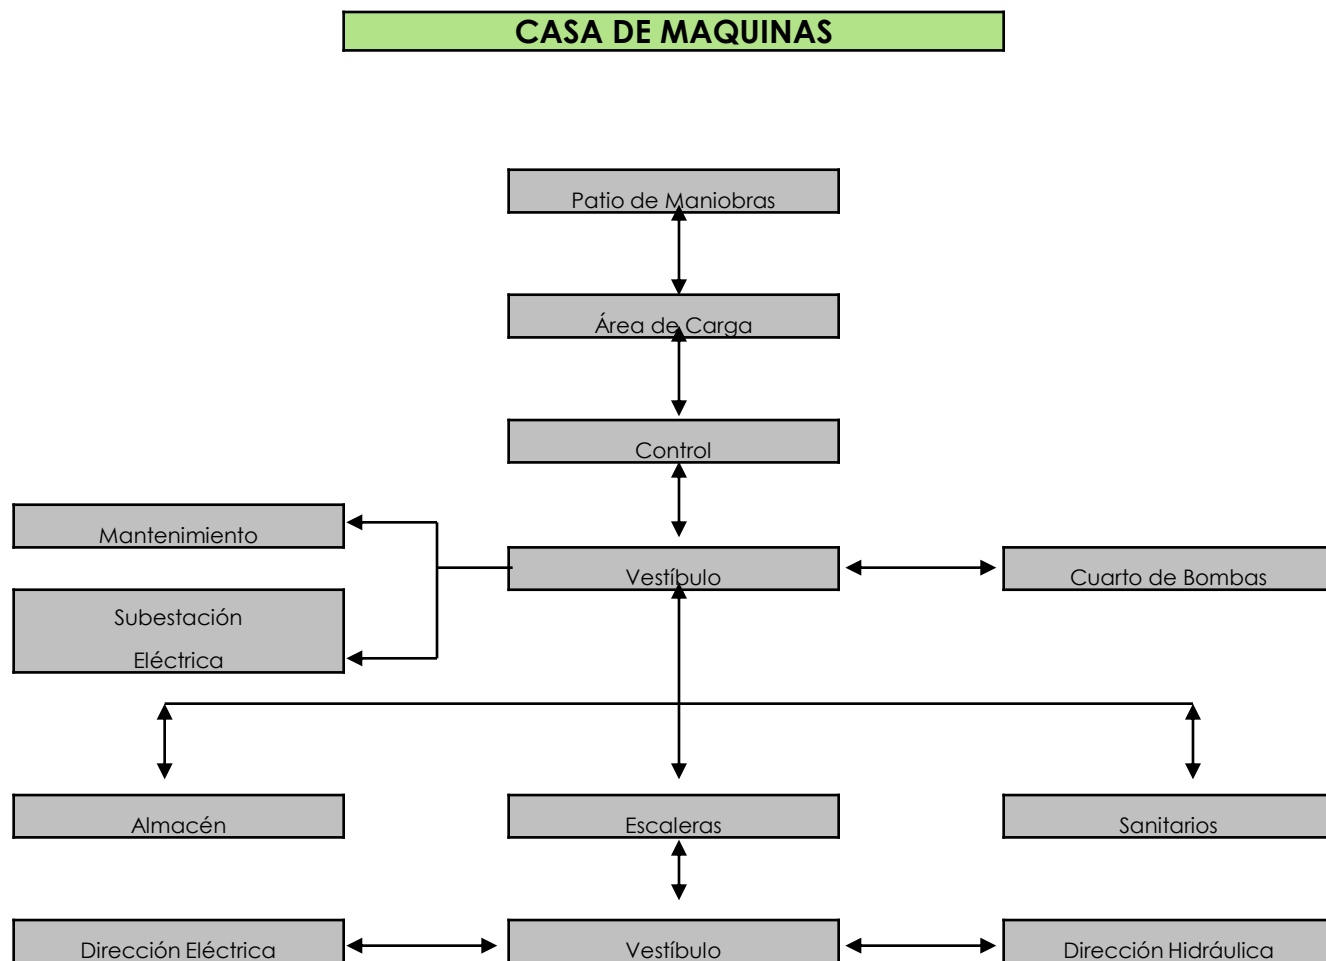 CASA DE MAQUINAS
Patio de Maniobras
Área de Carga
Control
Mantenimiento
Vestíbulo
Cuarto de Bombas
Subestación
Eléctrica
Almacén
Escaleras
Sanitarios
Dirección Eléctrica
Vestíbulo
Dirección Hidráulica